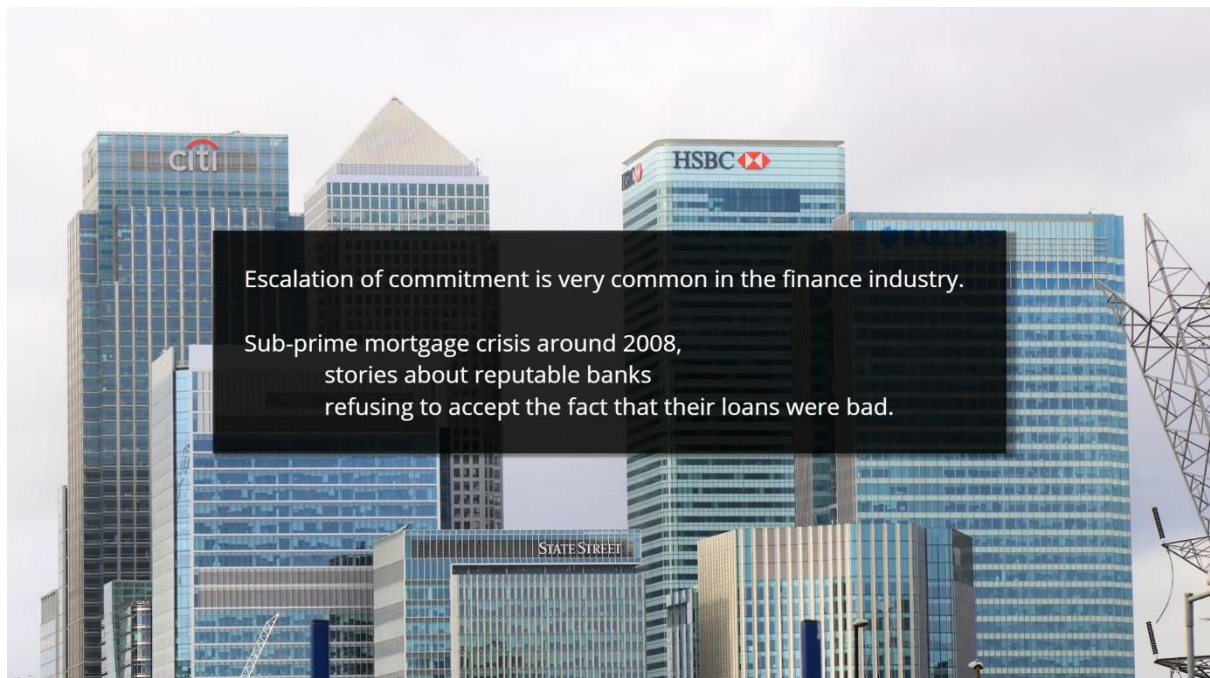 citi
HSBC
BARCLAYS
Escalation of commitment is very common in the finance industry.
Sub-prime mortgage crisis around 2008,
stories about reputable banks
refusing to accept the fact that their loans were bad.
STATE STREET